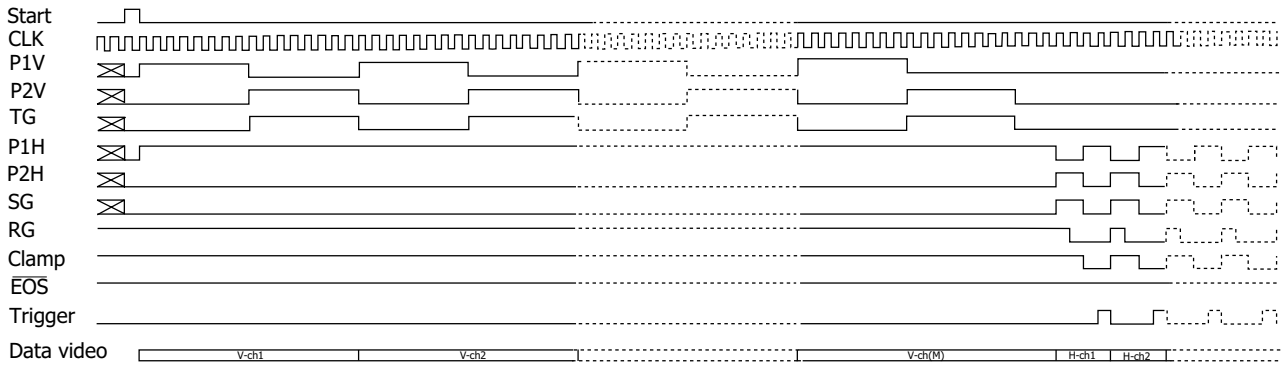 Start
CLK
P1V
P2V
TG
P1H
P2H
SG
RG
Clamp
EOS
Trigger
Data video V-ch1 V-ch2 V-ch(M) H-ch1 H-ch2